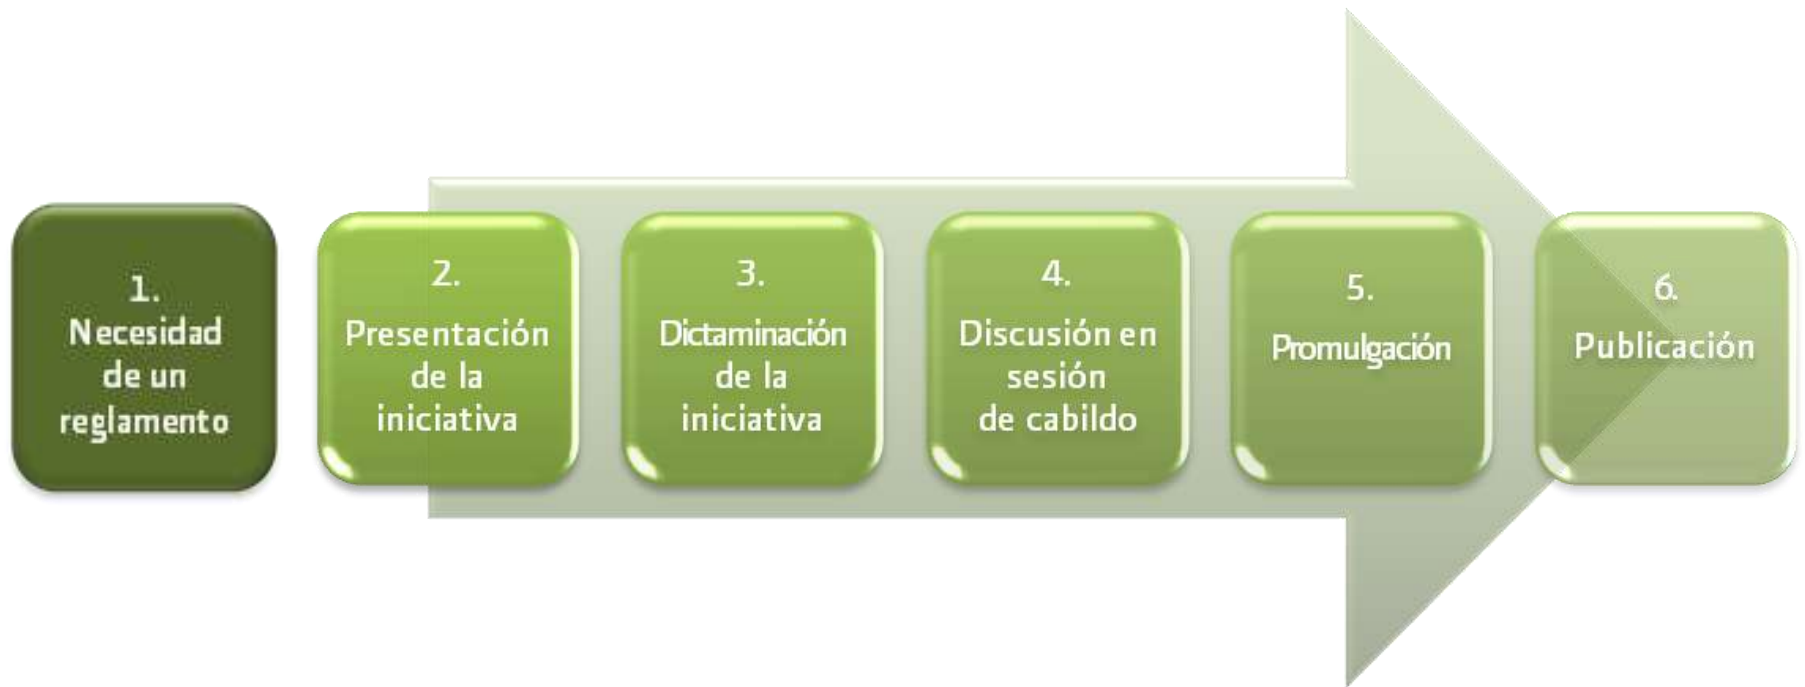 1.
Necesidad
de un
reglamento
2.
Presentación
de la
iniciativa
3.
Dictaminación
de la
iniciativa
4.
Discusión en
sesión
de cabildo
5.
Promulgación
6.
Publicación